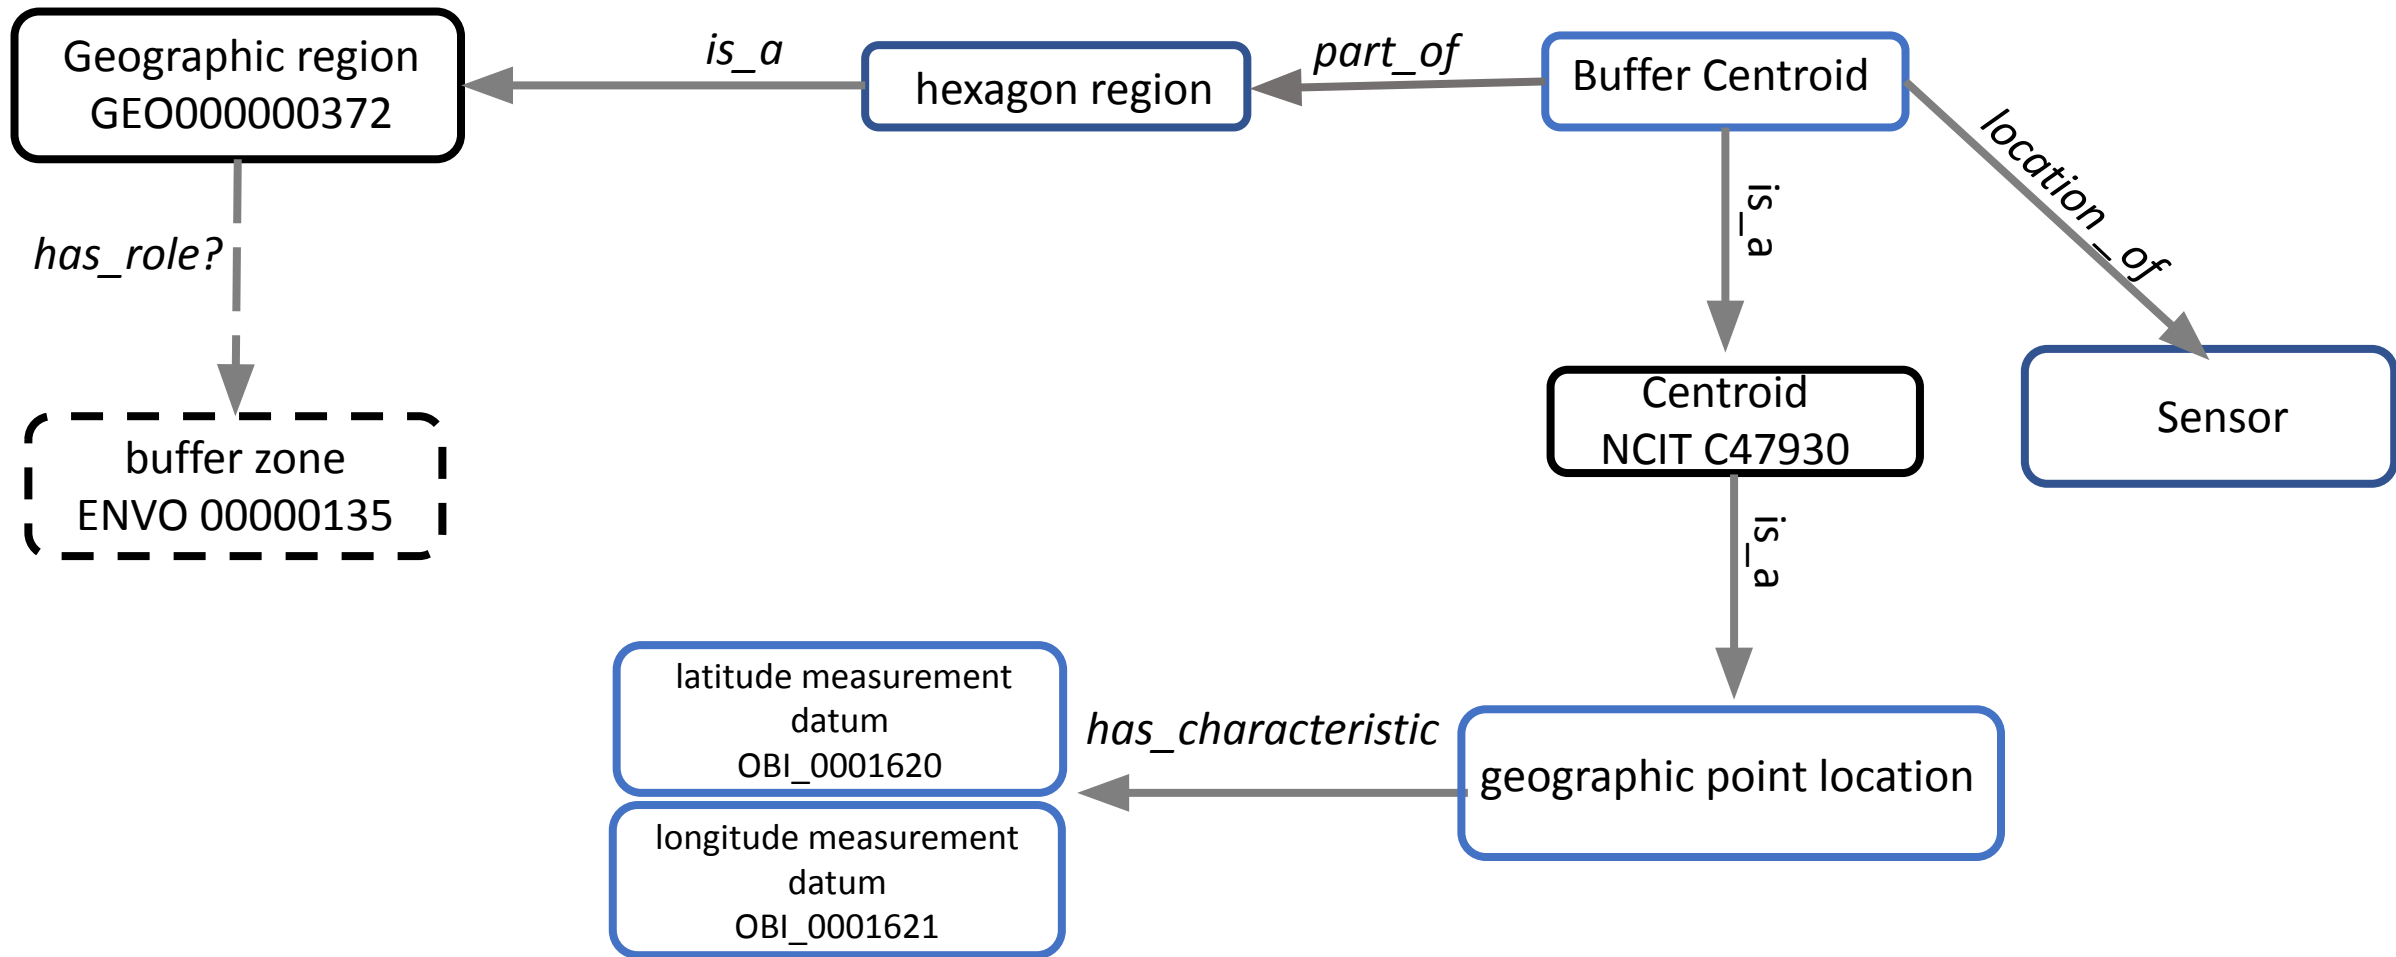 Geographic region
GEO000000372
is_a
hexagon region
part_of
Buffer Centroid
location_of
is_a
has_role?
buffer zone
ENVO 00000135
Centroid
NCIT C47930
Sensor
is_a
latitude measurement
datum
OBI_0001620
has_characteristic
geographic point location
longitude measurement
datum
OBI_0001621